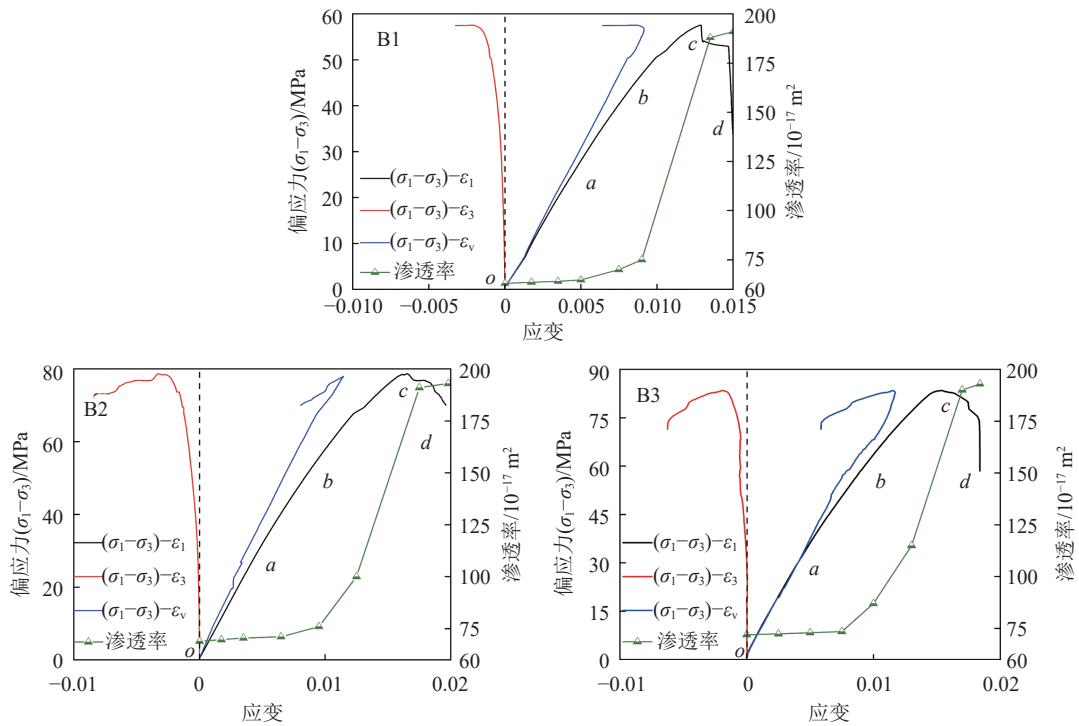 B1
偏应力(σ₁−σ₃)/MPa
60
50
40
30
20
10
0
(σ₁−σ₃)−ε₁
(σ₁−σ₃)−ε₃
(σ₁−σ₃)−εᵥ
渗透率
o
a
b
c
d
200
175
150
125
100
75
60
渗透率/10⁻¹⁷ m²
−0.010
−0.005
0
0.005
0.010
0.015
应变
B2
偏应力(σ₁−σ₃)/MPa
80
60
40
20
0
(σ₁−σ₃)−ε₁
(σ₁−σ₃)−ε₃
(σ₁−σ₃)−εᵥ
渗透率
o
a
b
c
d
200
175
150
125
100
75
60
渗透率/10⁻¹⁷ m²
−0.01
0
0.01
0.02
应变
B3
偏应力(σ₁−σ₃)/MPa
90
75
60
45
30
15
0
(σ₁−σ₃)−ε₁
(σ₁−σ₃)−ε₃
(σ₁−σ₃)−εᵥ
渗透率
o
a
b
c
d
200
175
150
125
100
75
60
渗透率/10⁻¹⁷ m²
−0.01
0
0.01
0.02
应变